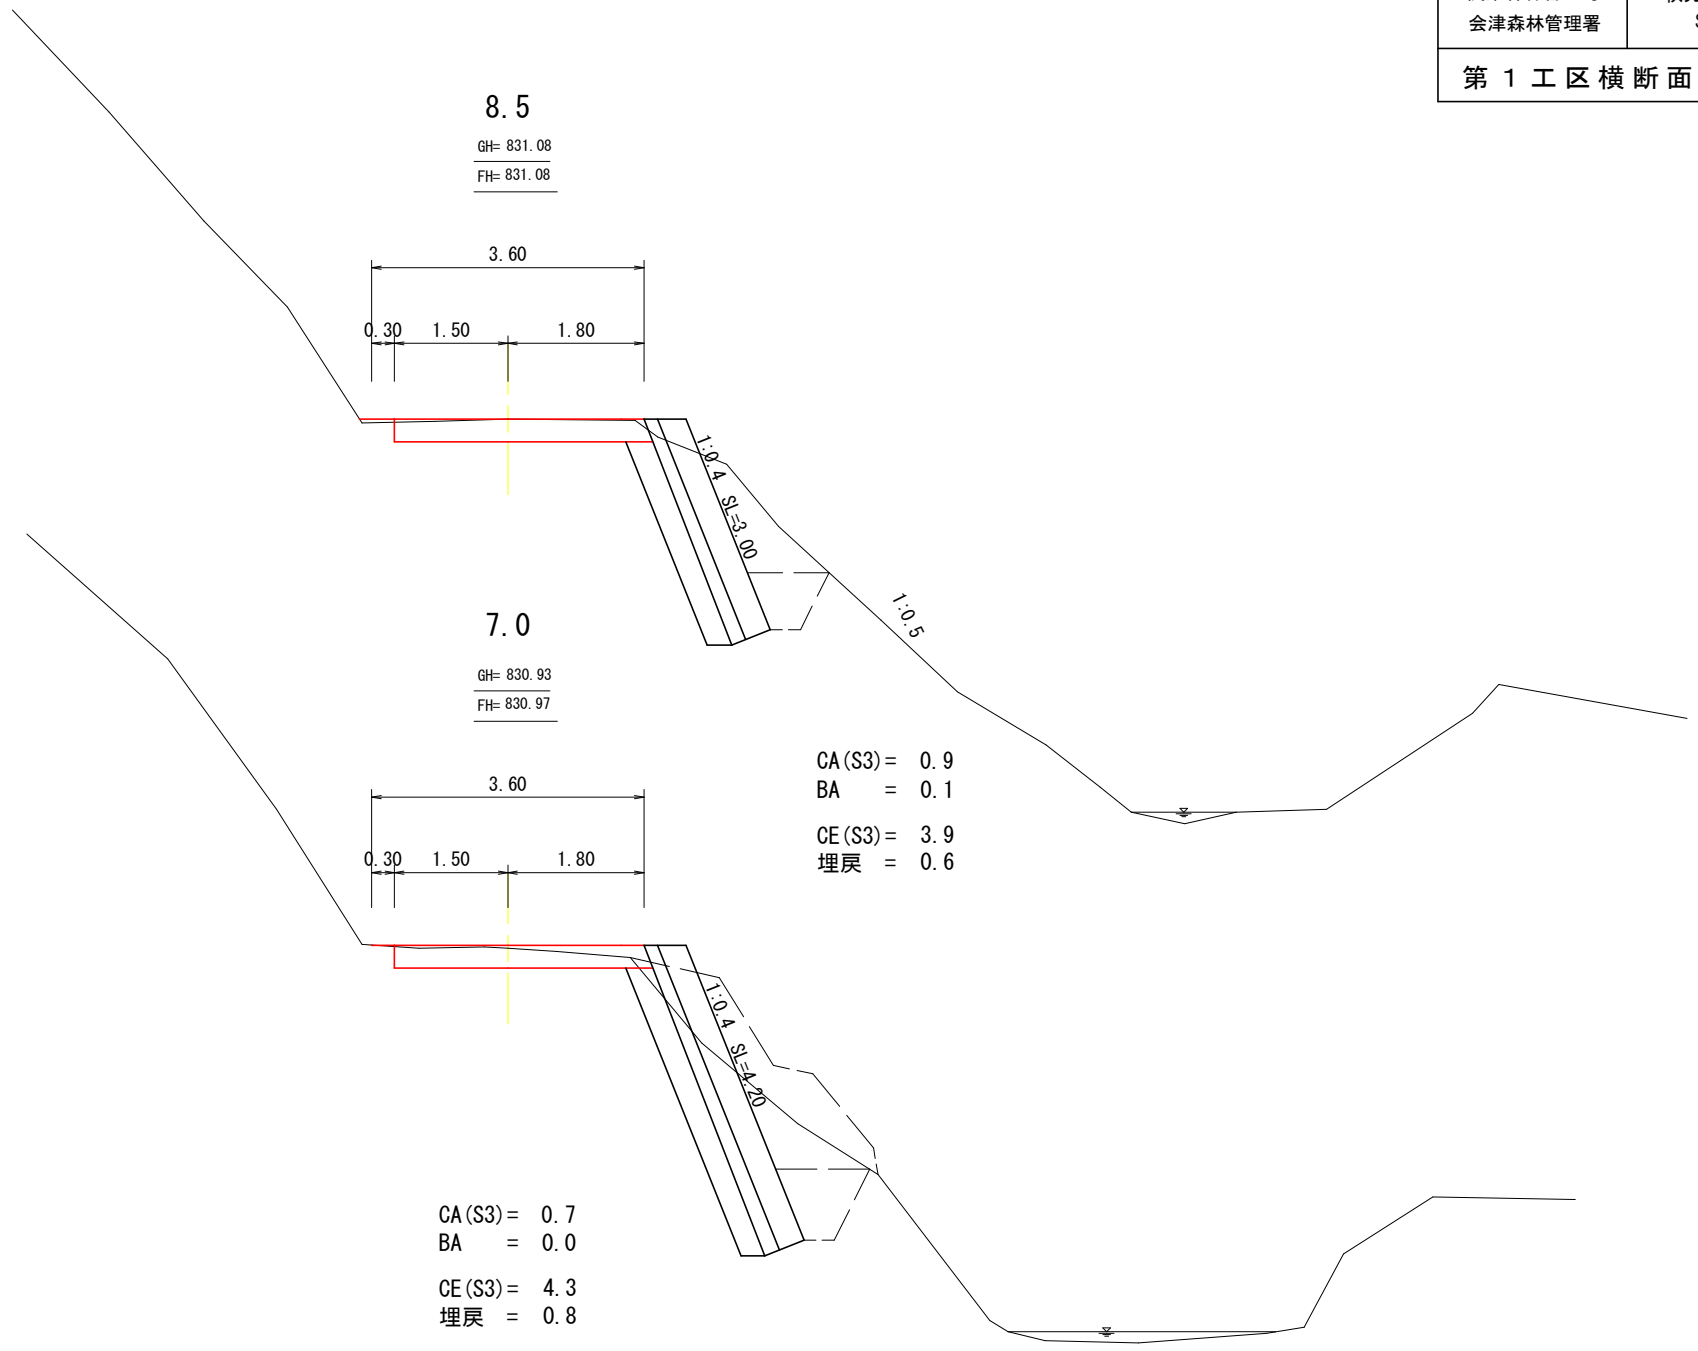 会津森林管理署
第１工区横断面
8.5
GH= 831.08
FH= 831.08
3.60
0.30 1.50 1.80
1:0.4 SL=3.00
1:0.5
CA(S3)= 0.9
BA = 0.1
CE(S3)= 3.9
埋戻 = 0.6
7.0
GH= 830.93
FH= 830.97
3.60
0.30 1.50 1.80
1:0.4 SL=4.20
CA(S3)= 0.7
BA = 0.0
CE(S3)= 4.3
埋戻 = 0.8